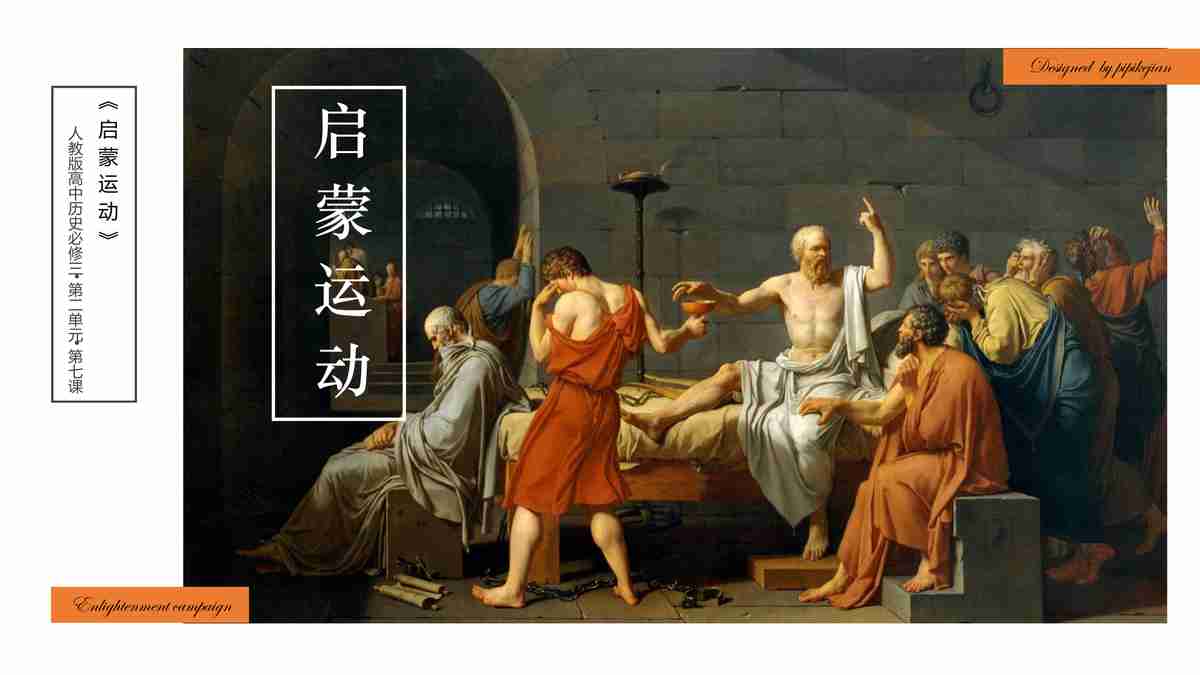 《启蒙运动》
人教版高中历史必修三·第二单元·第七课
启蒙运动
Designed by pipikejian
Enlightenment campaign